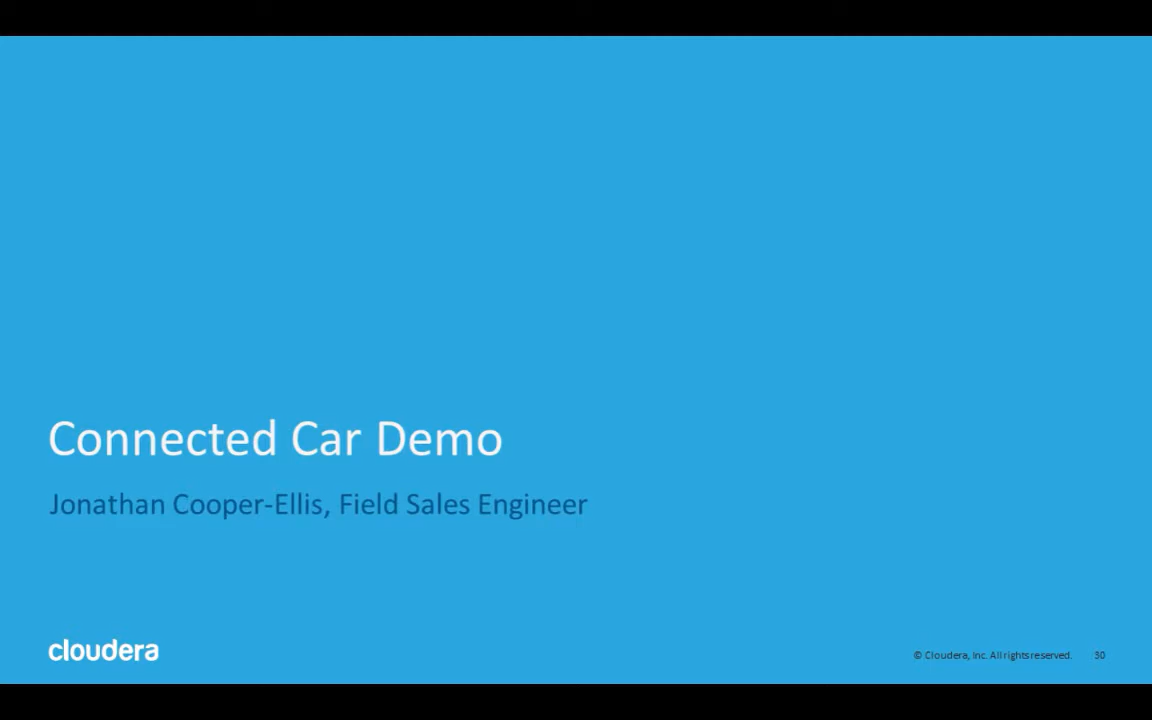 Connected Car Demo
Jonathan Cooper-Ellis, Field Sales Engineer
cloudera
© Cloudera, Inc. All rights reserved. 30